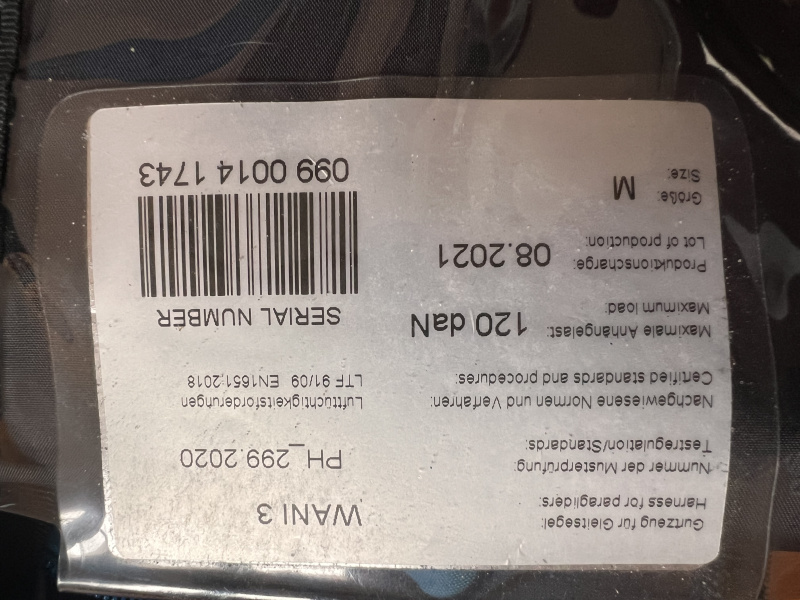 Gurtzeug für Gleitsegel:
Harness for paragliders:
WANI 3
Nummer der Musterprüfung:
Testregulation/Standards:
PH_299.2020
Nachgewiesene Normen und Verfahren:
Certified standards and procedures:
Lufttüchtigkeitsforderungen
LTF 91/09 EN1651:2018
Maximale Anhängelast:
Maximum load:
120 daN
Produktionscharge:
Lot of production:
08.2021
Größe:
Size:
M
SERIAL NUMBER
099 0014 1743